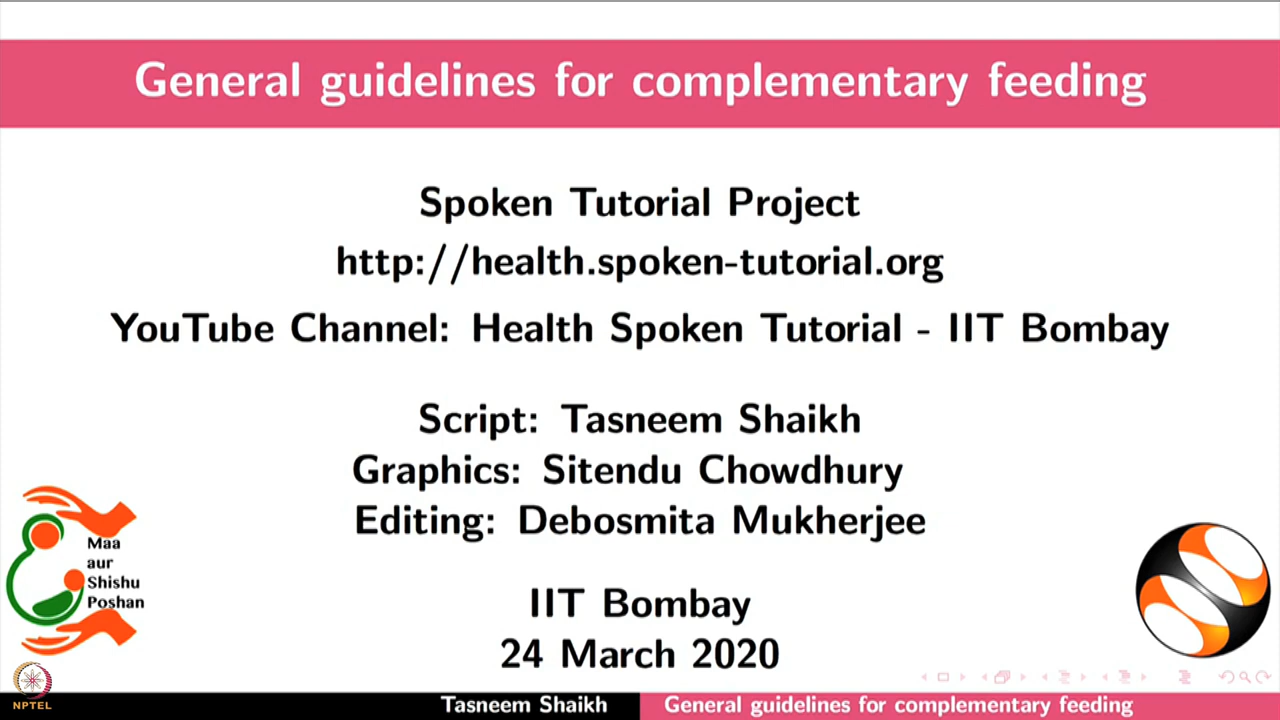 General guidelines for complementary feeding
Spoken Tutorial Project
http://health.spoken-tutorial.org
YouTube Channel: Health Spoken Tutorial - IIT Bombay
Script: Tasneem Shaikh
Graphics: Sitendu Chowdhury
Editing: Debosmita Mukherjee
Maa
aur
Shishu
Poshan
IIT Bombay
24 March 2020
NPTEL
Tasneem Shaikh
General guidelines for complementary feeding